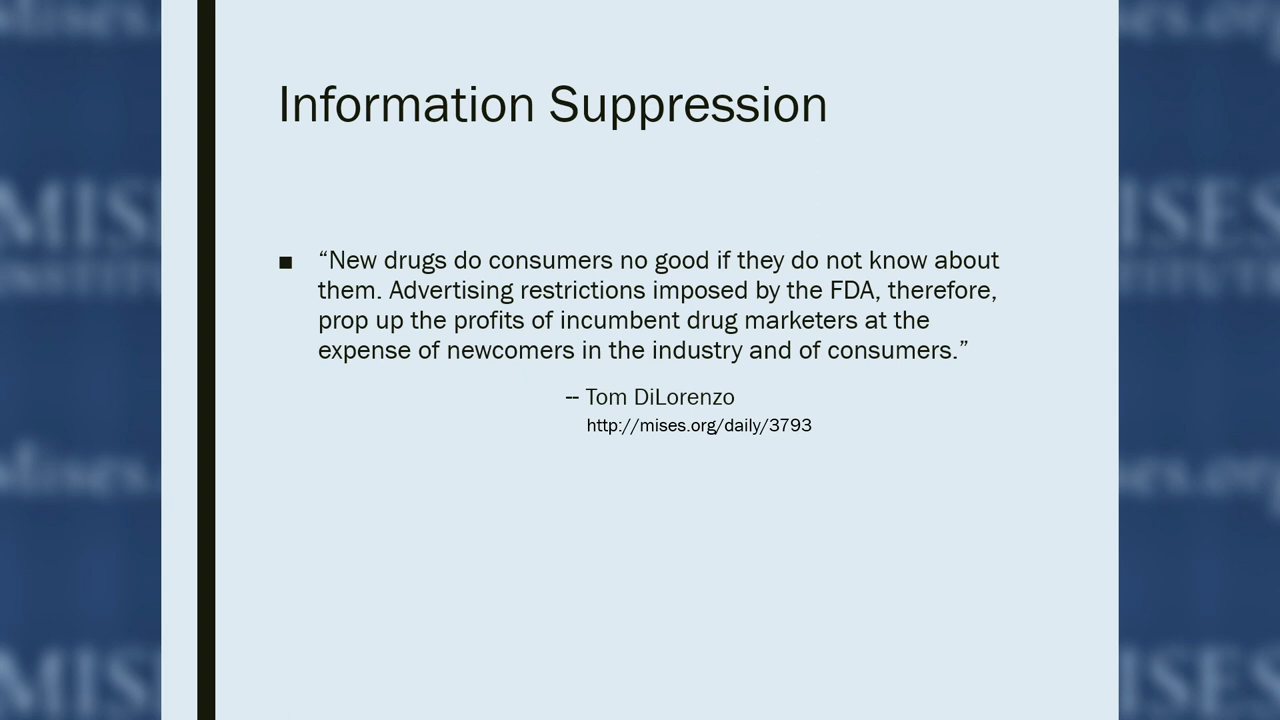 Information Suppression
■ “New drugs do consumers no good if they do not know about
them. Advertising restrictions imposed by the FDA, therefore,
prop up the profits of incumbent drug marketers at the
expense of newcomers in the industry and of consumers.”
-- Tom DiLorenzo
http://mises.org/daily/3793